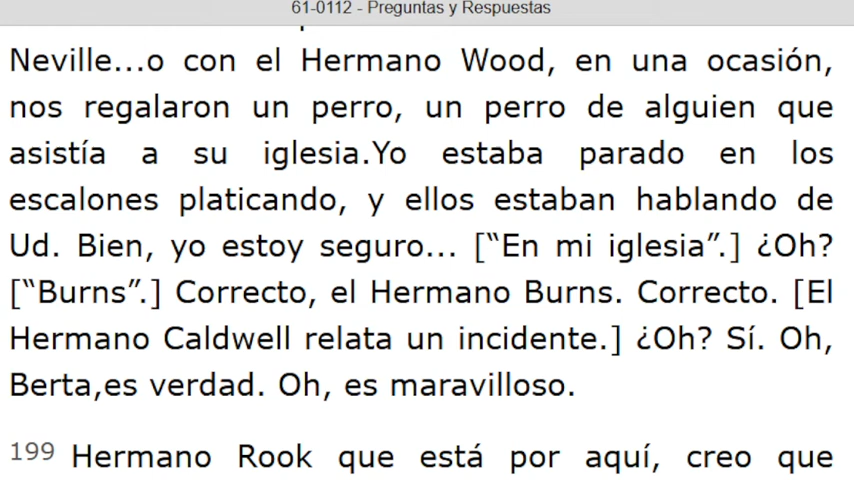 61-0112 - Preguntas y Respuestas
Neville...o con el Hermano Wood, en una ocasión,
nos regalaron un perro, un perro de alguien que
asistía a su iglesia.Yo estaba parado en los
escalones platicando, y ellos estaban hablando de
Ud. Bien, yo estoy seguro... [“En mi iglesia”.] ¿Oh?
[“Burns”.] Correcto, el Hermano Burns. Correcto. [El
Hermano Caldwell relata un incidente.] ¿Oh? Sí. Oh,
Berta,es verdad. Oh, es maravilloso.
199 Hermano Rook que está por aquí, creo que